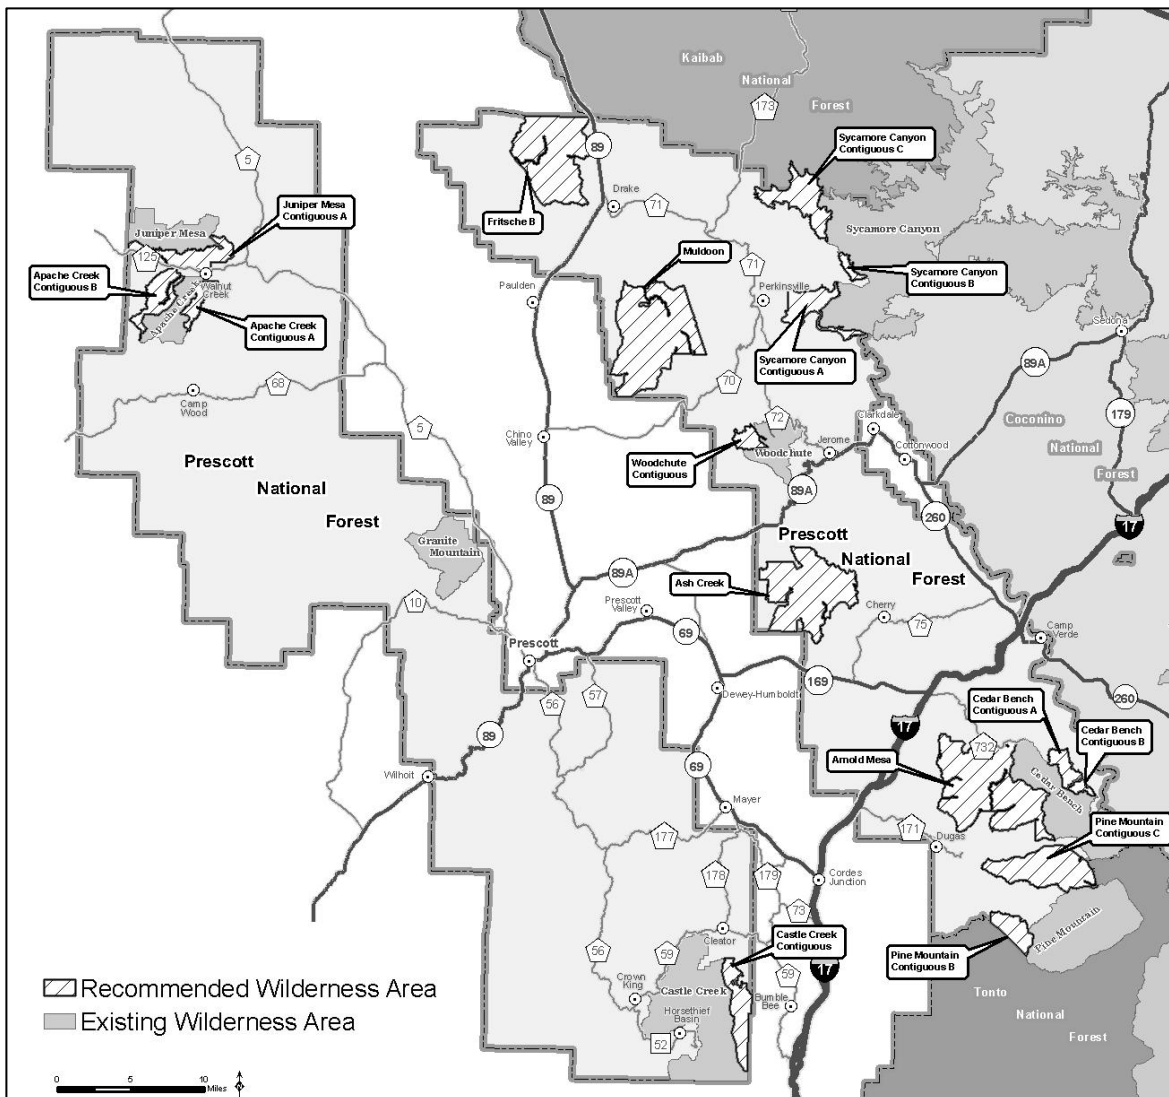 Kaibab
National
173
Forest
89
5
Drake
71
Sycamore Canyon
Contiguous C
Juniper Mesa
Contiguous A
Fritsche B
Juniper Mesa
Sycamore Canyon
125
Muldoon
Apache Creek
Contiguous B
Walnut
Creek
71
Sycamore Canyon
Contiguous B
Paulden
Perkinsville
Apache Creek
Apache Creek
Contiguous A
Sedona
Sycamore Canyon
Contiguous A
89A
68
70
Camp
Wood
179
5
72
Clarkdale
Coconino
National
Forest
Chino
Valley
Jerome
Cottonwood
Woodchute
Woodchute
Contiguous
Prescott
National
Forest
89
89A
260
17
Granite
Mountain
Prescott
National
Forest
89A
Ash Creek
10
Prescott
Valley
Cherry
75
69
Camp
Verde
Prescott
169
Dewey-Humboldt
57
56
260
Cedar Bench
Contiguous A
89
17
732
Cedar Bench
Contiguous B
Arnold Mesa
69
Wilhoit
Cedar Bench
Mayer
Pine Mountain
Contiguous C
171
Dugas
177
178
179
Cordes
Junction
73
Pine Mountain
Cleator
Castle Creek
Contiguous
56
59
Pine Mountain
Contiguous B
17
59
Crown
King
Castle Creek
Bumble
Bee
Tonto
National
Forest
Horsethief
Basin
52
Recommended Wilderness Area
Existing Wilderness Area
0 5 10
Miles